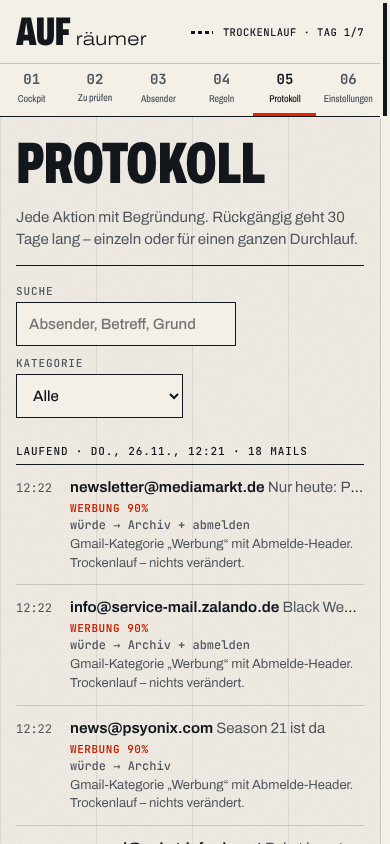 AUF räumer
TROCKENLAUF · TAG 1/7
01 02 03 04 05 06
Cockpit Zu prüfen Absender Regeln Protokoll Einstellungen
PROTOKOLL
Jede Aktion mit Begründung. Rückgängig geht 30
Tage lang – einzeln oder für einen ganzen Durchlauf.
SUCHE
Absender, Betreff, Grund
KATEGORIE
Alle
LAUFEND · DO., 26.11., 12:21 · 18 MAILS
12:22 newsletter@mediamarkt.de Nur heute: P…
WERBUNG 90%
würde → Archiv + abmelden
Gmail-Kategorie „Werbung“ mit Abmelde-Header.
Trockenlauf – nichts verändert.
12:22 info@service-mail.zalando.de Black We…
WERBUNG 90%
würde → Archiv + abmelden
Gmail-Kategorie „Werbung“ mit Abmelde-Header.
Trockenlauf – nichts verändert.
12:22 news@psyonix.com Season 21 ist da
WERBUNG 90%
würde → Archiv
Gmail-Kategorie „Werbung“ mit Abmelde-Header.
Trockenlauf – nichts verändert.